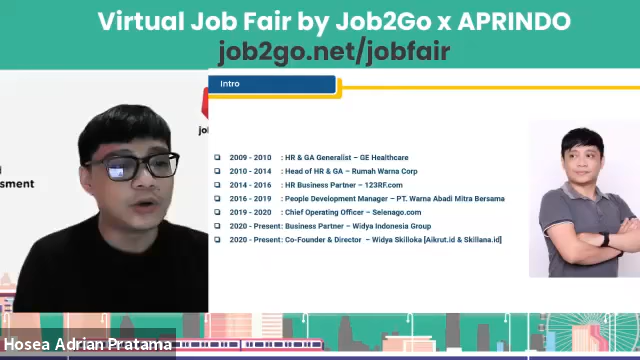 Virtual Job Fair by Job2Go x APRINDO
job2go.net/jobfair
Intro
job
sment
❑ 2009 - 2010 : HR & GA Generalist – GE Healthcare
❑ 2010 - 2014 : Head of HR & GA – Rumah Warna Corp
❑ 2014 - 2016 : HR Business Partner – 123RF.com
❑ 2016 - 2019 : People Development Manager – PT. Warna Abadi Mitra Bersama
❑ 2019 - 2020 : Chief Operating Officer – Selenago.com
❑ 2020 - Present: Business Partner – Widya Indonesia Group
❑ 2020 - Present: Co-Founder & Director – Widya Skilloka [Aikrut.id & Skillana.id]
Hosea Adrian Pratama